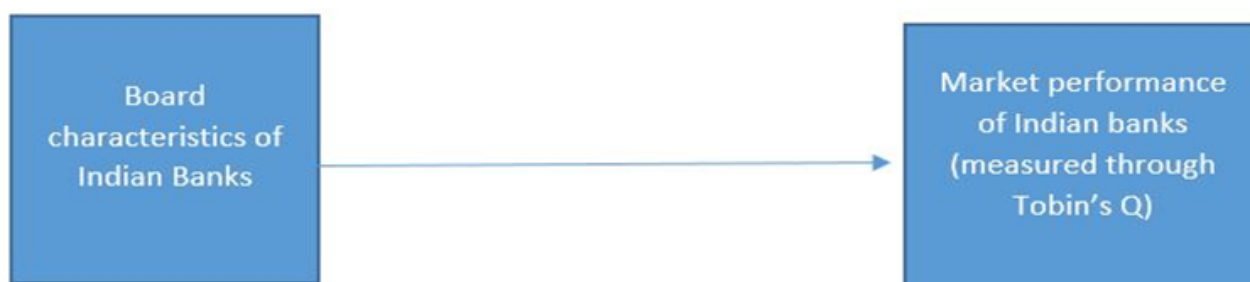 Board
characteristics of
Indian Banks
Market performance
of Indian banks
(measured through
Tobin’s Q)